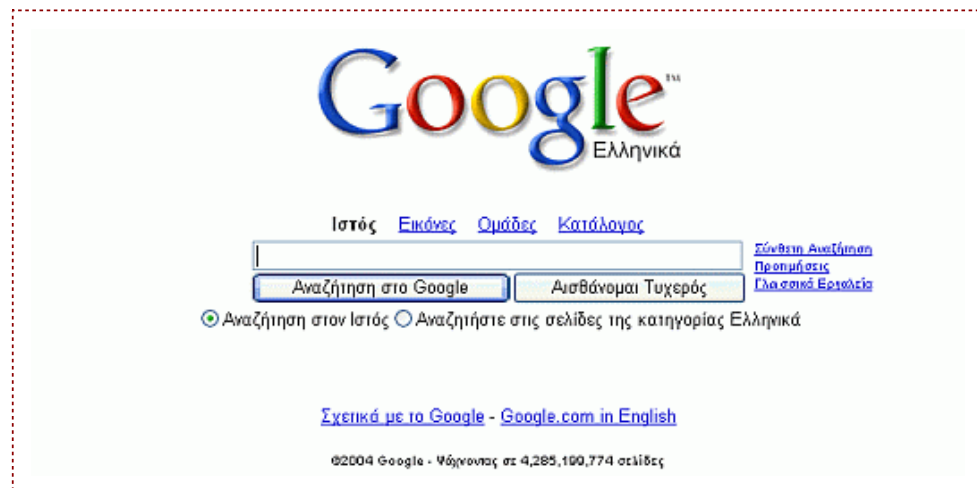 Google™
Ελληνικά
Ιστός Εικόνες Ομάδες Κατάλογος
Σύνθετη Αναζήτηση
Προτιμήσεις
Γλωσσικά Εργαλεία
Αναζήτηση στο Google Αισθάνομαι Τυχερός
Αναζήτηση στον Ιστό Αναζητήστε στις σελίδες της κατηγορίας Ελληνικά
Σχετικά με το Google - Google.com in English
©2004 Google - Ψάχνοντας σε 4,285,199,774 σελίδες